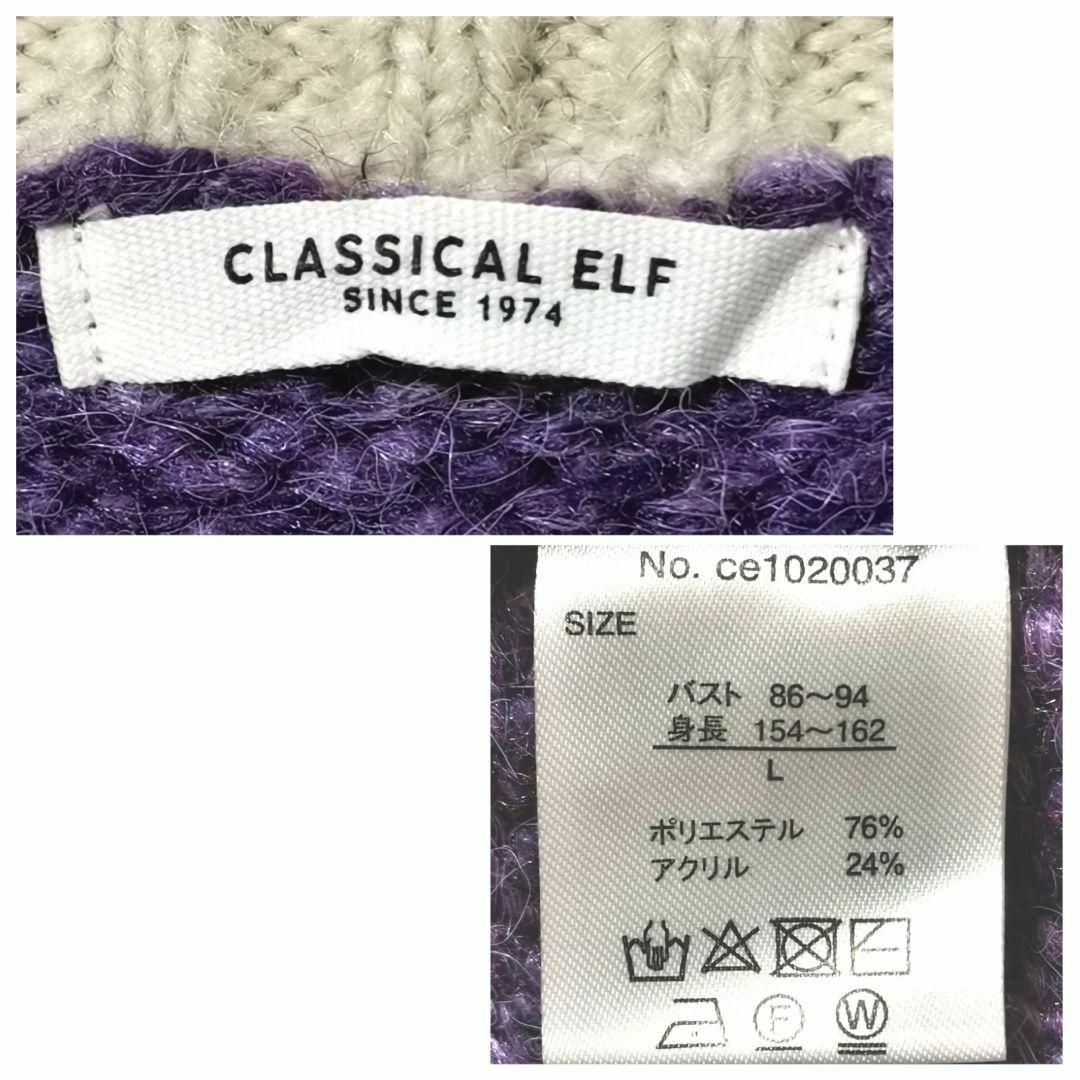 CLASSICAL ELF
SINCE 1974
No. ce1020037
SIZE
バスト 86～94
身長 154～162
L
ポリエステル 76%
アクリル 24%
F W